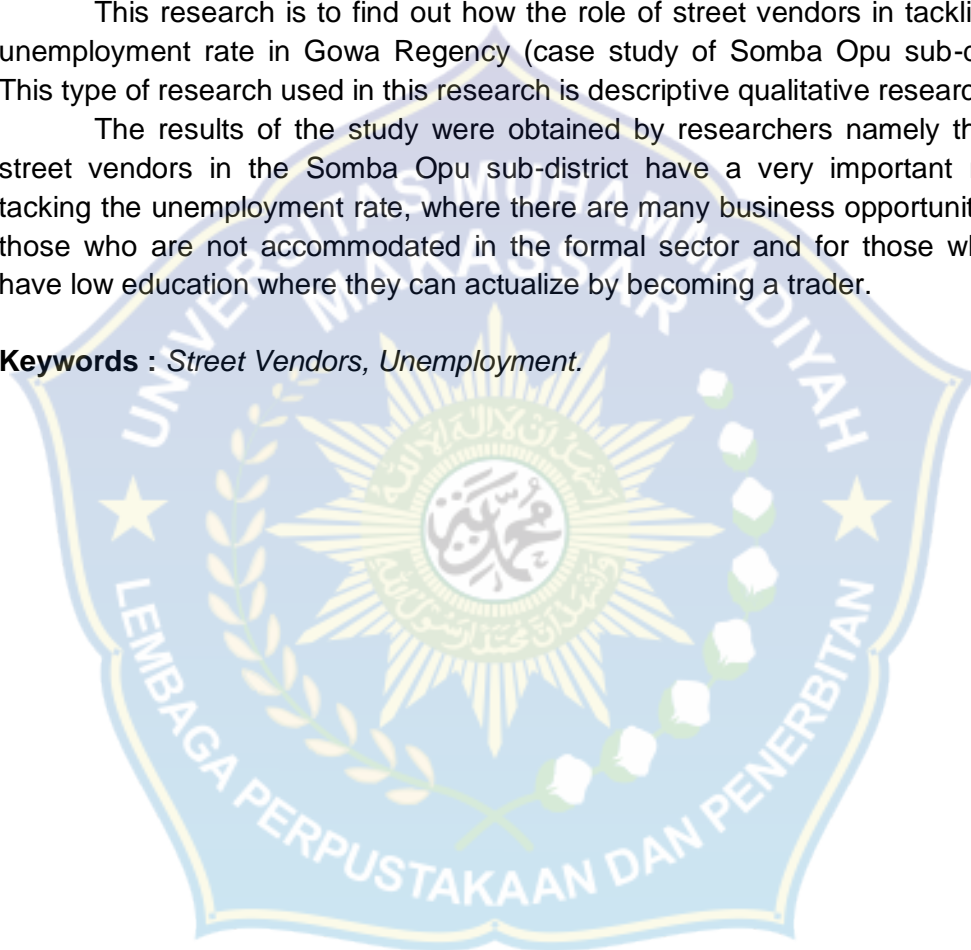 This research is to find out how the role of street vendors in tackli
unemployment rate in Gowa Regency (case study of Somba Opu sub-d
This type of research used in this research is descriptive qualitative researc
The results of the study were obtained by researchers namely th
street vendors in the Somba Opu sub-district have a very important
tacking the unemployment rate, where there are many business opportunit
those who are not accommodated in the formal sector and for those wh
have low education where they can actualize by becoming a trader.
Keywords : Street Vendors, Unemployment.
UNIVERSITAS MUHAMMADIYAH
MAKASSAR
محمد
LEMBAGA PERPUSTAKAAN DAN PENERBITAN